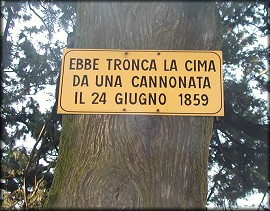 EBBE TRONCA LA CIMA
DA UNA CANNONATA
IL 24 GIUGNO 1859